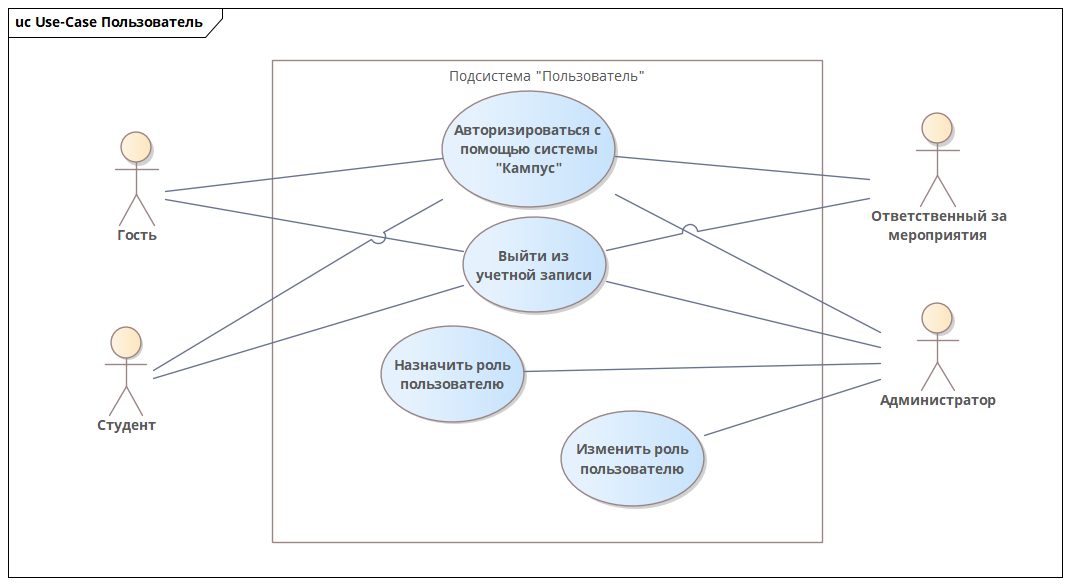 uc Use-Case Пользователь
Подсистема "Пользователь"
Авторизироваться с
помощью системы
"Кампус"
Гость
Ответственный за
мероприятия
Выйти из
учетной записи
Назначить роль
пользователю
Студент
Администратор
Изменить роль
пользователю